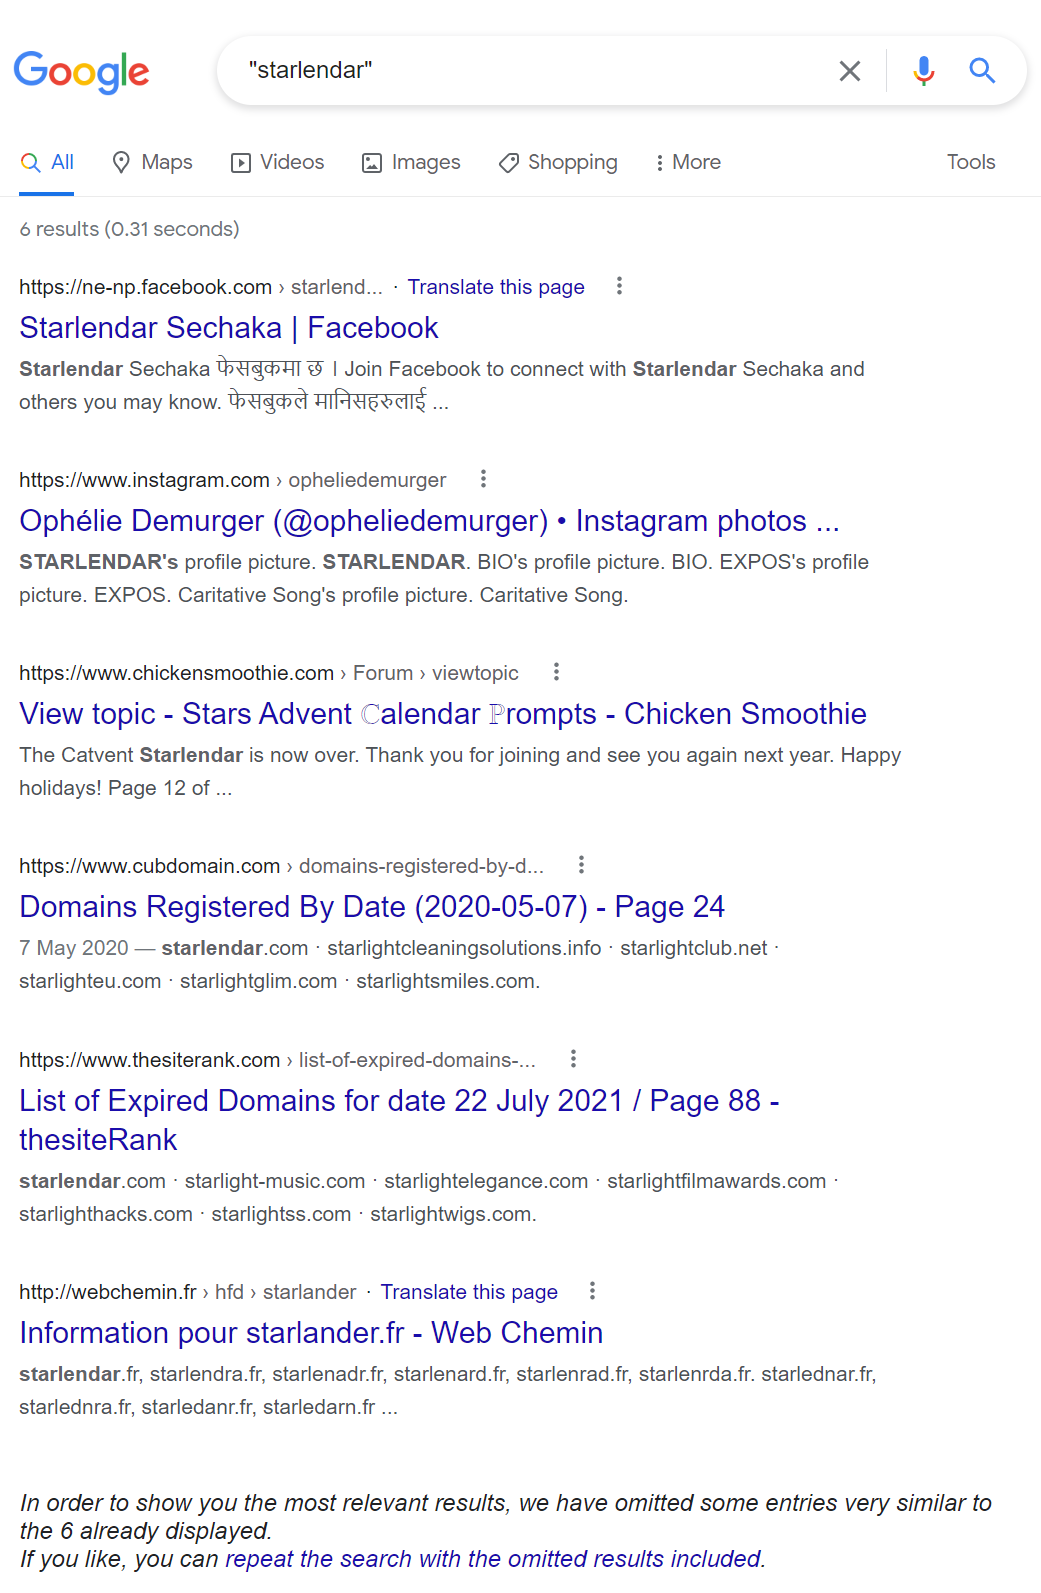 Google
"starlendar"
All Maps Videos Images Shopping More Tools
6 results (0.31 seconds)
https://ne-np.facebook.com › starlend... · Translate this page
Starlendar Sechaka | Facebook
Starlendar Sechaka फेसबुकमा छ । Join Facebook to connect with Starlendar Sechaka and
others you may know. फेसबुकले मानिसहरुलाई ...
https://www.instagram.com › opheliedemurger
Ophélie Demurger (@opheliedemurger) • Instagram photos ...
STARLENDAR's profile picture. STARLENDAR. BIO's profile picture. BIO. EXPOS's profile
picture. EXPOS. Caritative Song's profile picture. Caritative Song.
https://www.chickensmoothie.com › Forum › viewtopic
View topic - Stars Advent ℂalendar ℙrompts - Chicken Smoothie
The Catvent Starlendar is now over. Thank you for joining and see you again next year. Happy
holidays! Page 12 of ...
https://www.cubdomain.com › domains-registered-by-d...
Domains Registered By Date (2020-05-07) - Page 24
7 May 2020 — starlendar.com · starlightcleaningsolutions.info · starlightclub.net ·
starlighteu.com · starlightglim.com · starlightsmiles.com.
https://www.thesiterank.com › list-of-expired-domains-...
List of Expired Domains for date 22 July 2021 / Page 88 -
thesiteRank
starlendar.com · starlight-music.com · starlightelegance.com · starlightfilmawards.com ·
starlighthacks.com · starlightss.com · starlightwigs.com.
http://webchemin.fr › hfd › starlander · Translate this page
Information pour starlander.fr - Web Chemin
starlendar.fr, starlendra.fr, starlenadr.fr, starlenard.fr, starlenrad.fr, starlenrda.fr. starlednar.fr,
starlednra.fr, starledanr.fr, starledarn.fr ...
In order to show you the most relevant results, we have omitted some entries very similar to
the 6 already displayed.
If you like, you can repeat the search with the omitted results included.